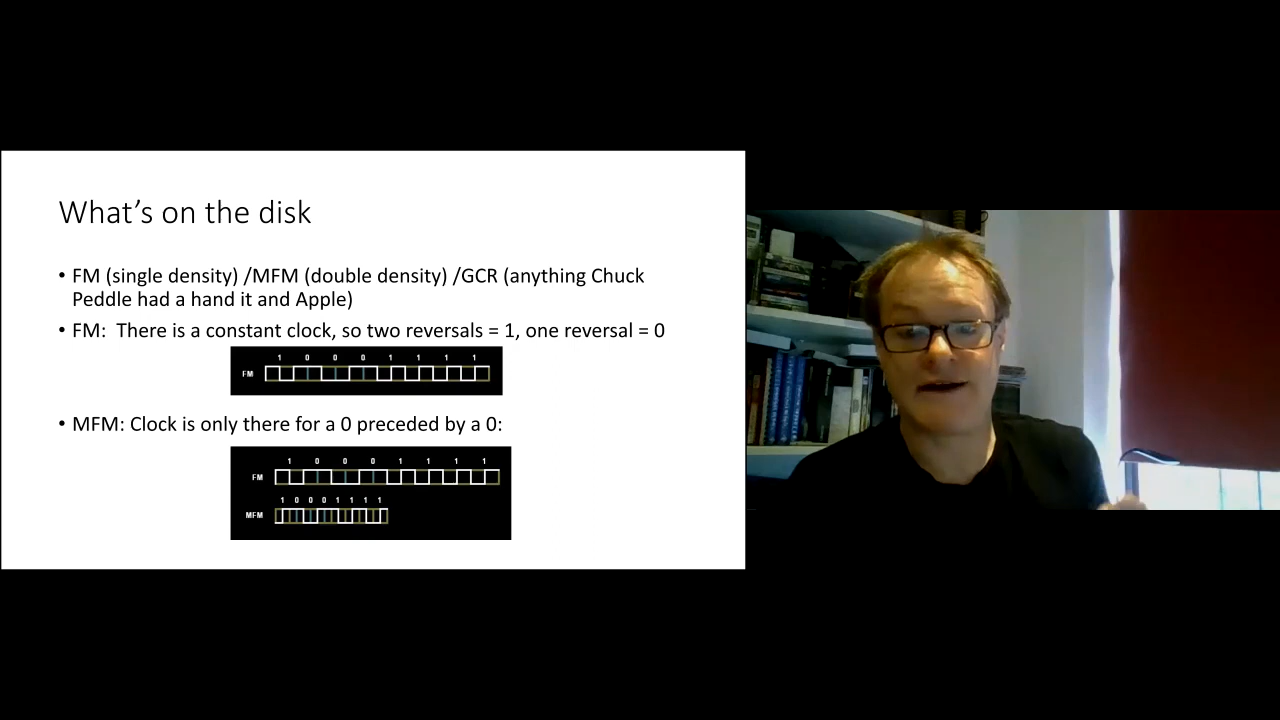 What’s on the disk
• FM (single density) /MFM (double density) /GCR (anything Chuck
Peddle had a hand it and Apple)
• FM: There is a constant clock, so two reversals = 1, one reversal = 0
1 0 0 0 1 1 1 1
FM
• MFM: Clock is only there for a 0 preceded by a 0:
1 0 0 0 1 1 1 1
FM
1 0 0 0 1 1 1 1
MFM